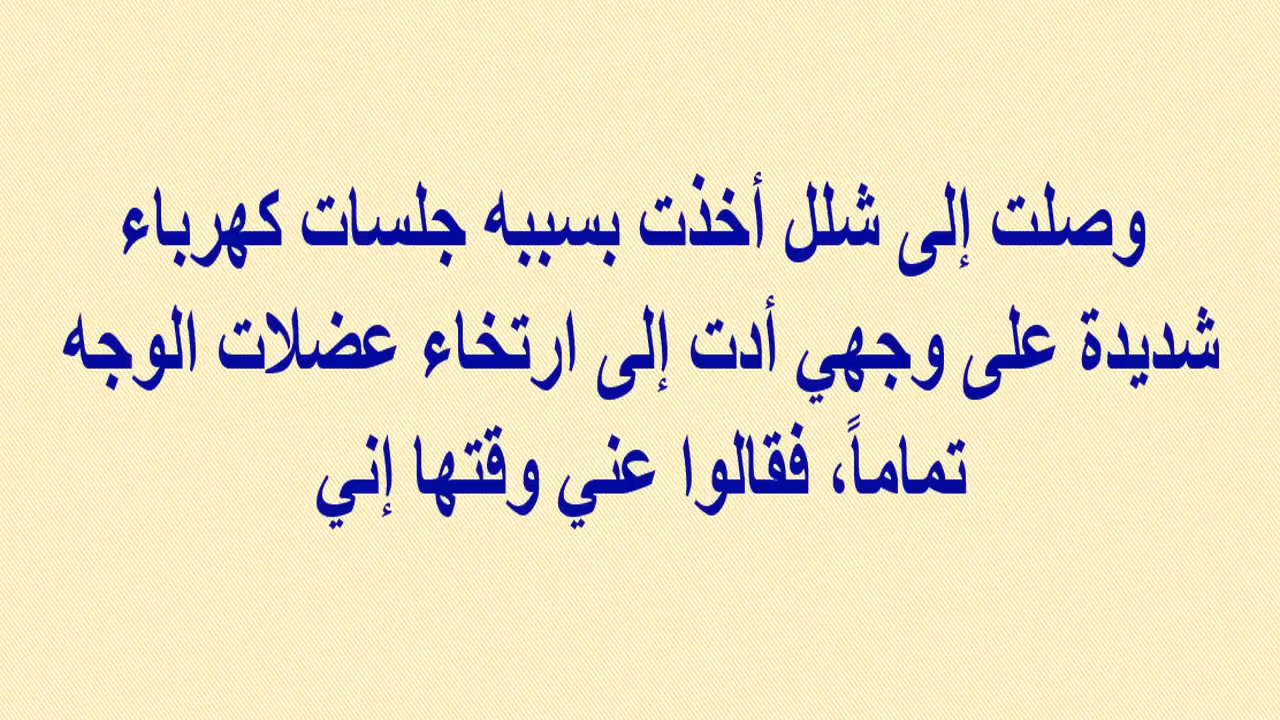 وصلت إلى شلل أخذت بسببه جلسات كهرباء
شديدة على وجهي أدت إلى ارتخاء عضلات الوجه
تماماً، فقالوا عني وقتها إني